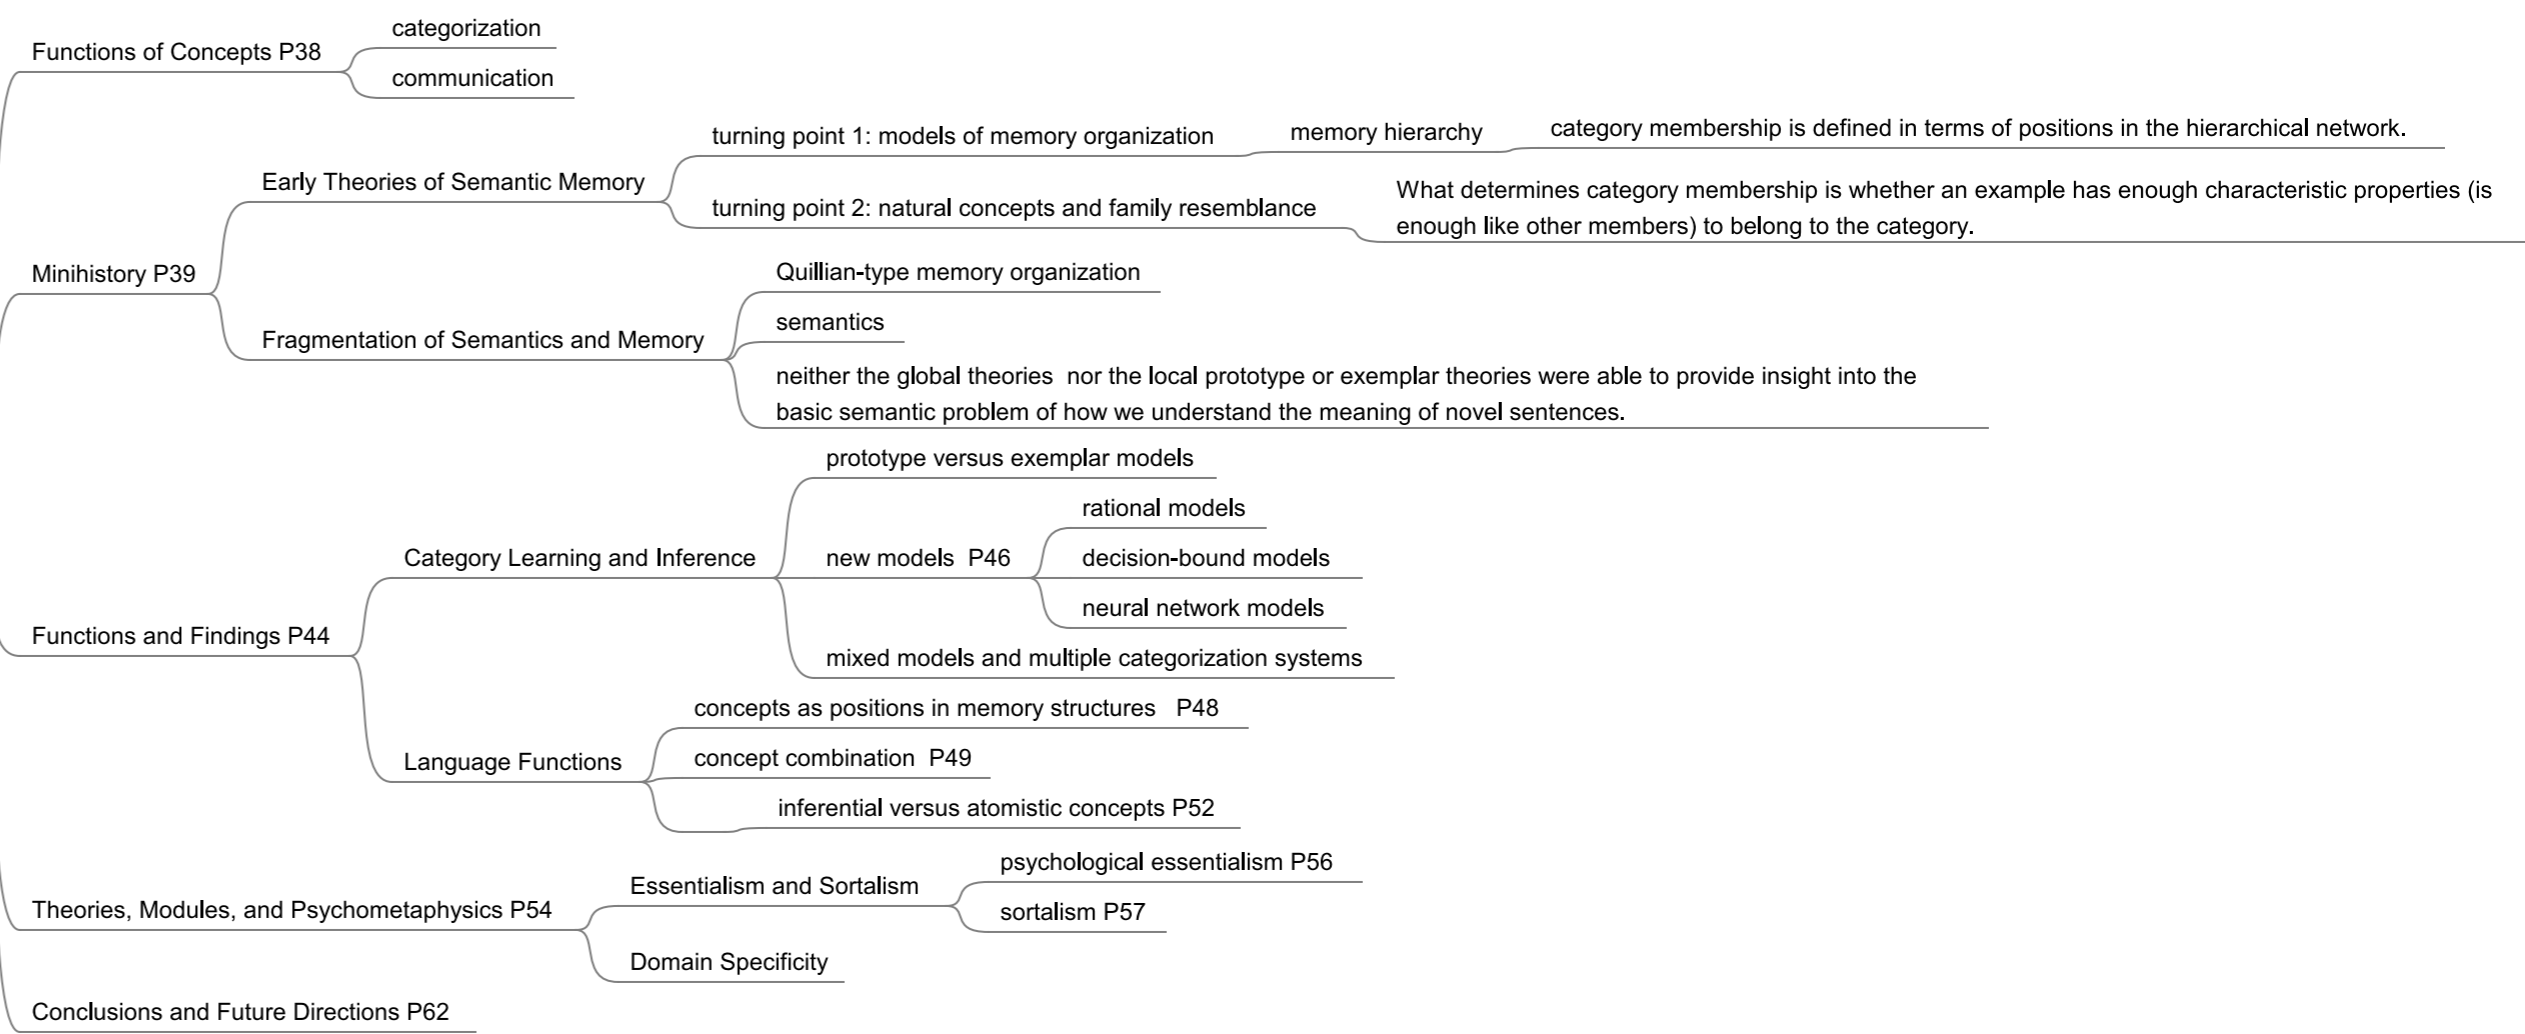 Functions of Concepts P38
categorization
communication
Minihistory P39
Early Theories of Semantic Memory
turning point 1: models of memory organization
memory hierarchy
category membership is defined in terms of positions in the hierarchical network.
turning point 2: natural concepts and family resemblance
What determines category membership is whether an example has enough characteristic properties (is
enough like other members) to belong to the category.
Fragmentation of Semantics and Memory
Quillian-type memory organization
semantics
neither the global theories  nor the local prototype or exemplar theories were able to provide insight into the
basic semantic problem of how we understand the meaning of novel sentences.
Functions and Findings P44
Category Learning and Inference
prototype versus exemplar models
new models  P46
rational models
decision-bound models
neural network models
mixed models and multiple categorization systems
Language Functions
concepts as positions in memory structures   P48
concept combination  P49
inferential versus atomistic concepts P52
Theories, Modules, and Psychometaphysics P54
Essentialism and Sortalism
psychological essentialism P56
sortalism P57
Domain Specificity
Conclusions and Future Directions P62